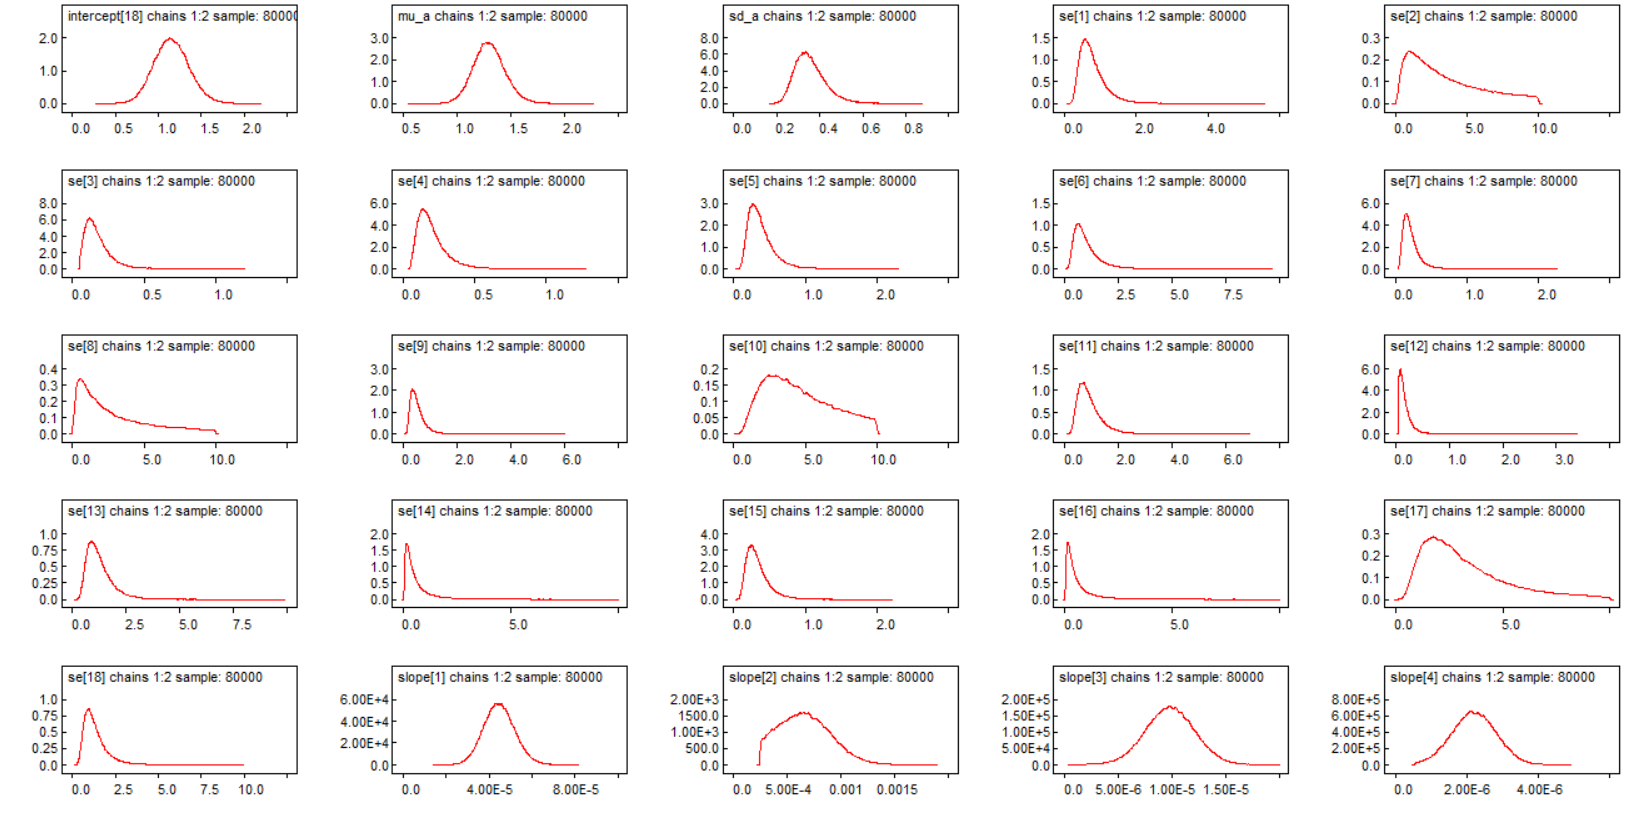 intercept[18] chains 1:2 sample: 80000
2.0
1.0
0.0
0.0 0.5 1.0 1.5 2.0
mu_a chains 1:2 sample: 80000
3.0
2.0
1.0
0.0
0.5 1.0 1.5 2.0
sd_a chains 1:2 sample: 80000
8.0
6.0
4.0
2.0
0.0
0.0 0.2 0.4 0.6 0.8
se[1] chains 1:2 sample: 80000
1.5
1.0
0.5
0.0
0.0 2.0 4.0
se[2] chains 1:2 sample: 80000
0.3
0.2
0.1
0.0
0.0 5.0 10.0
se[3] chains 1:2 sample: 80000
8.0
6.0
4.0
2.0
0.0
0.0 0.5 1.0
se[4] chains 1:2 sample: 80000
6.0
4.0
2.0
0.0
0.0 0.5 1.0
se[5] chains 1:2 sample: 80000
3.0
2.0
1.0
0.0
0.0 1.0 2.0
se[6] chains 1:2 sample: 80000
1.5
1.0
0.5
0.0
0.0 2.5 5.0 7.5
se[7] chains 1:2 sample: 80000
6.0
4.0
2.0
0.0
0.0 1.0 2.0
se[8] chains 1:2 sample: 80000
0.4
0.3
0.2
0.1
0.0
0.0 5.0 10.0
se[9] chains 1:2 sample: 80000
3.0
2.0
1.0
0.0
0.0 2.0 4.0 6.0
se[10] chains 1:2 sample: 80000
0.2
0.15
0.1
0.05
0.0
0.0 5.0 10.0
se[11] chains 1:2 sample: 80000
1.5
1.0
0.5
0.0
0.0 2.0 4.0 6.0
se[12] chains 1:2 sample: 80000
6.0
4.0
2.0
0.0
0.0 1.0 2.0 3.0
se[13] chains 1:2 sample: 80000
1.0
0.75
0.5
0.25
0.0
0.0 2.5 5.0 7.5
se[14] chains 1:2 sample: 80000
2.0
1.5
1.0
0.5
0.0
0.0 5.0
se[15] chains 1:2 sample: 80000
4.0
3.0
2.0
1.0
0.0
0.0 1.0 2.0
se[16] chains 1:2 sample: 80000
2.0
1.5
1.0
0.5
0.0
0.0 5.0
se[17] chains 1:2 sample: 80000
0.3
0.2
0.1
0.0
0.0 5.0
se[18] chains 1:2 sample: 80000
1.0
0.75
0.5
0.25
0.0
0.0 2.5 5.0 7.5 10.0
slope[1] chains 1:2 sample: 80000
6.00E+4
4.00E+4
2.00E+4
0.0
0.0 4.00E-5 8.00E-5
slope[2] chains 1:2 sample: 80000
2.00E+3
1500.0
1.00E+3
500.0
0.0
0.0 5.00E-4 0.001 0.0015
slope[3] chains 1:2 sample: 80000
2.00E+5
1.50E+5
1.00E+5
5.00E+4
0.0
0.0 5.00E-6 1.00E-5 1.50E-5
slope[4] chains 1:2 sample: 80000
8.00E+5
6.00E+5
4.00E+5
2.00E+5
0.0
0.0 2.00E-6 4.00E-6